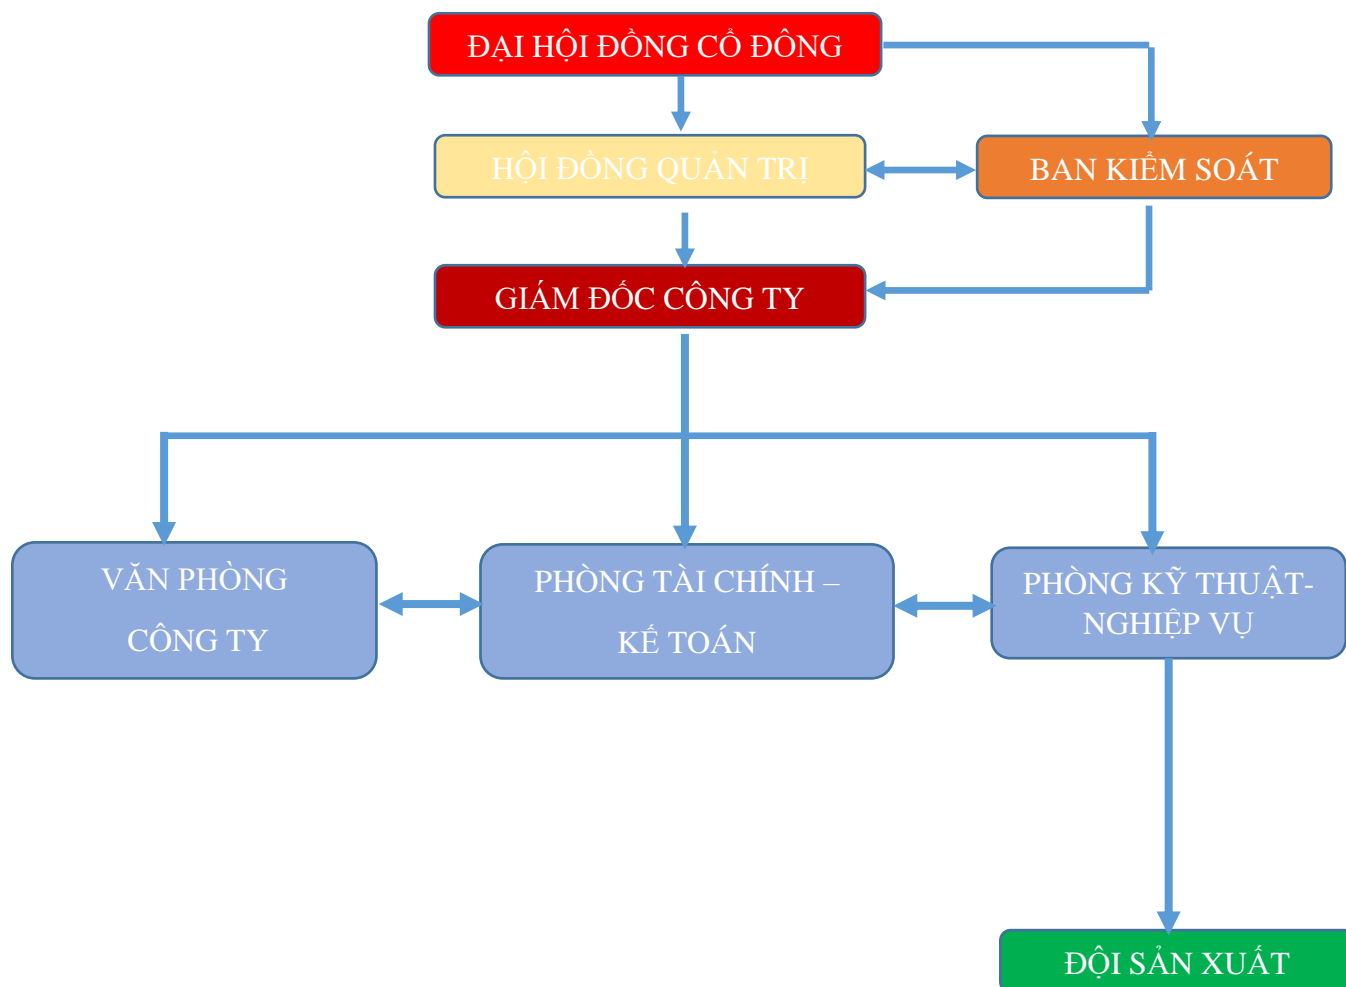 ĐẠI HỘI ĐỒNG CỔ ĐÔNG
HỘI ĐỒNG QUẢN TRỊ
BAN KIỂM SOÁT
GIÁM ĐỐC CÔNG TY
VĂN PHÒNG
CÔNG TY
PHÒNG TÀI CHÍNH –
KẾ TOÁN
PHÒNG KỸ THUẬT-
NGHIỆP VỤ
ĐỘI SẢN XUẤT